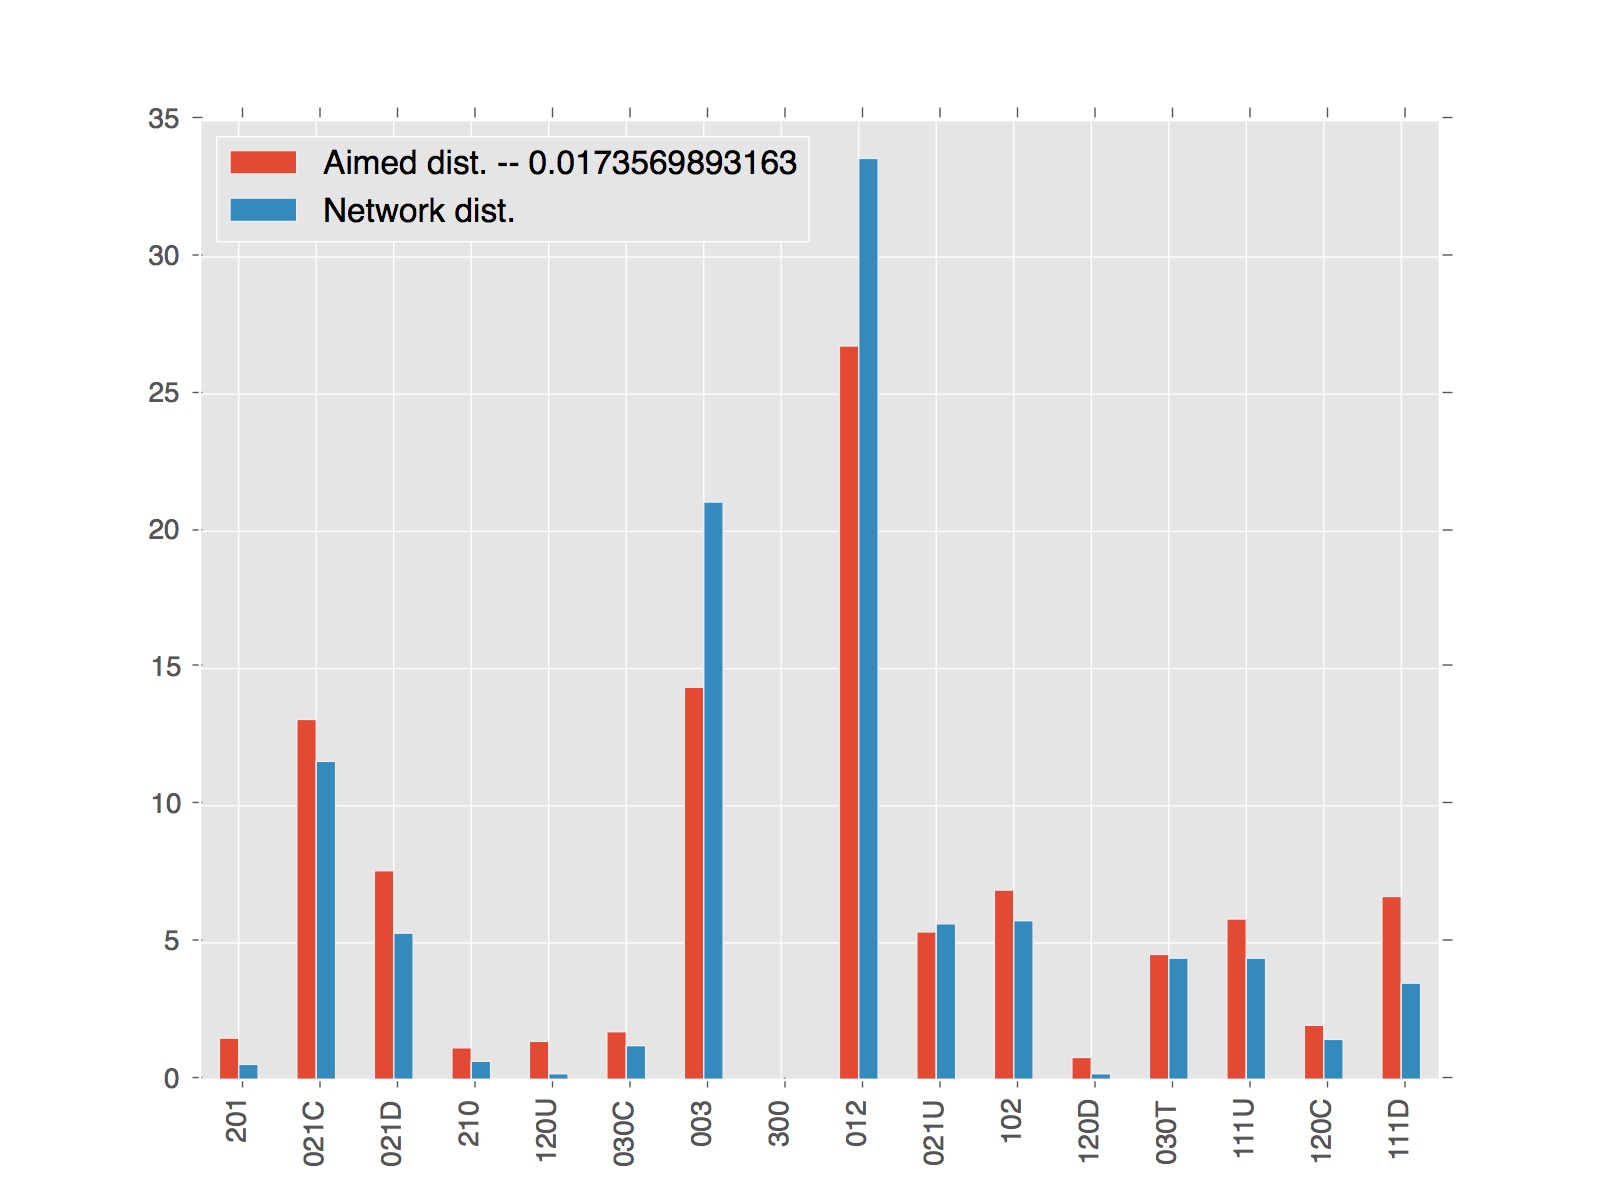 35
30
25
20
15
10
5
0
Aimed dist. -- 0.0173569893163
Network dist.
201
021C
021D
210
120U
030C
003
300
012
021U
102
120D
030T
111U
120C
111D